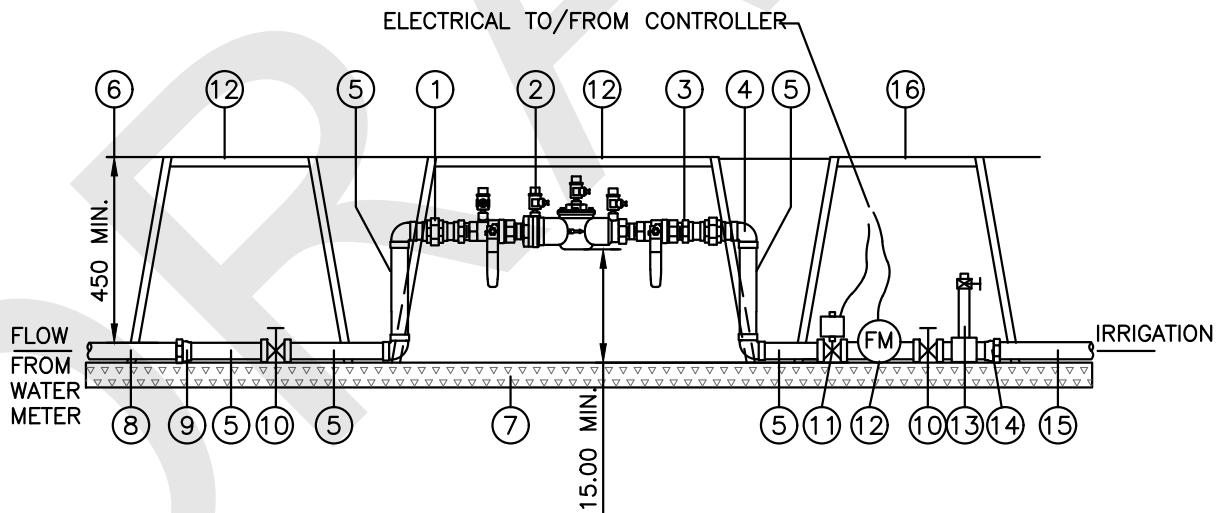 ELECTRICAL TO/FROM CONTROLLER
6 12 5 1 2 12 3 4 5 16
450 MIN.
FLOW
FROM
WATER
METER
FM
IRRIGATION
8 9 5 10 5 7 5 11 12 10 13 14 15
15.00 MIN.